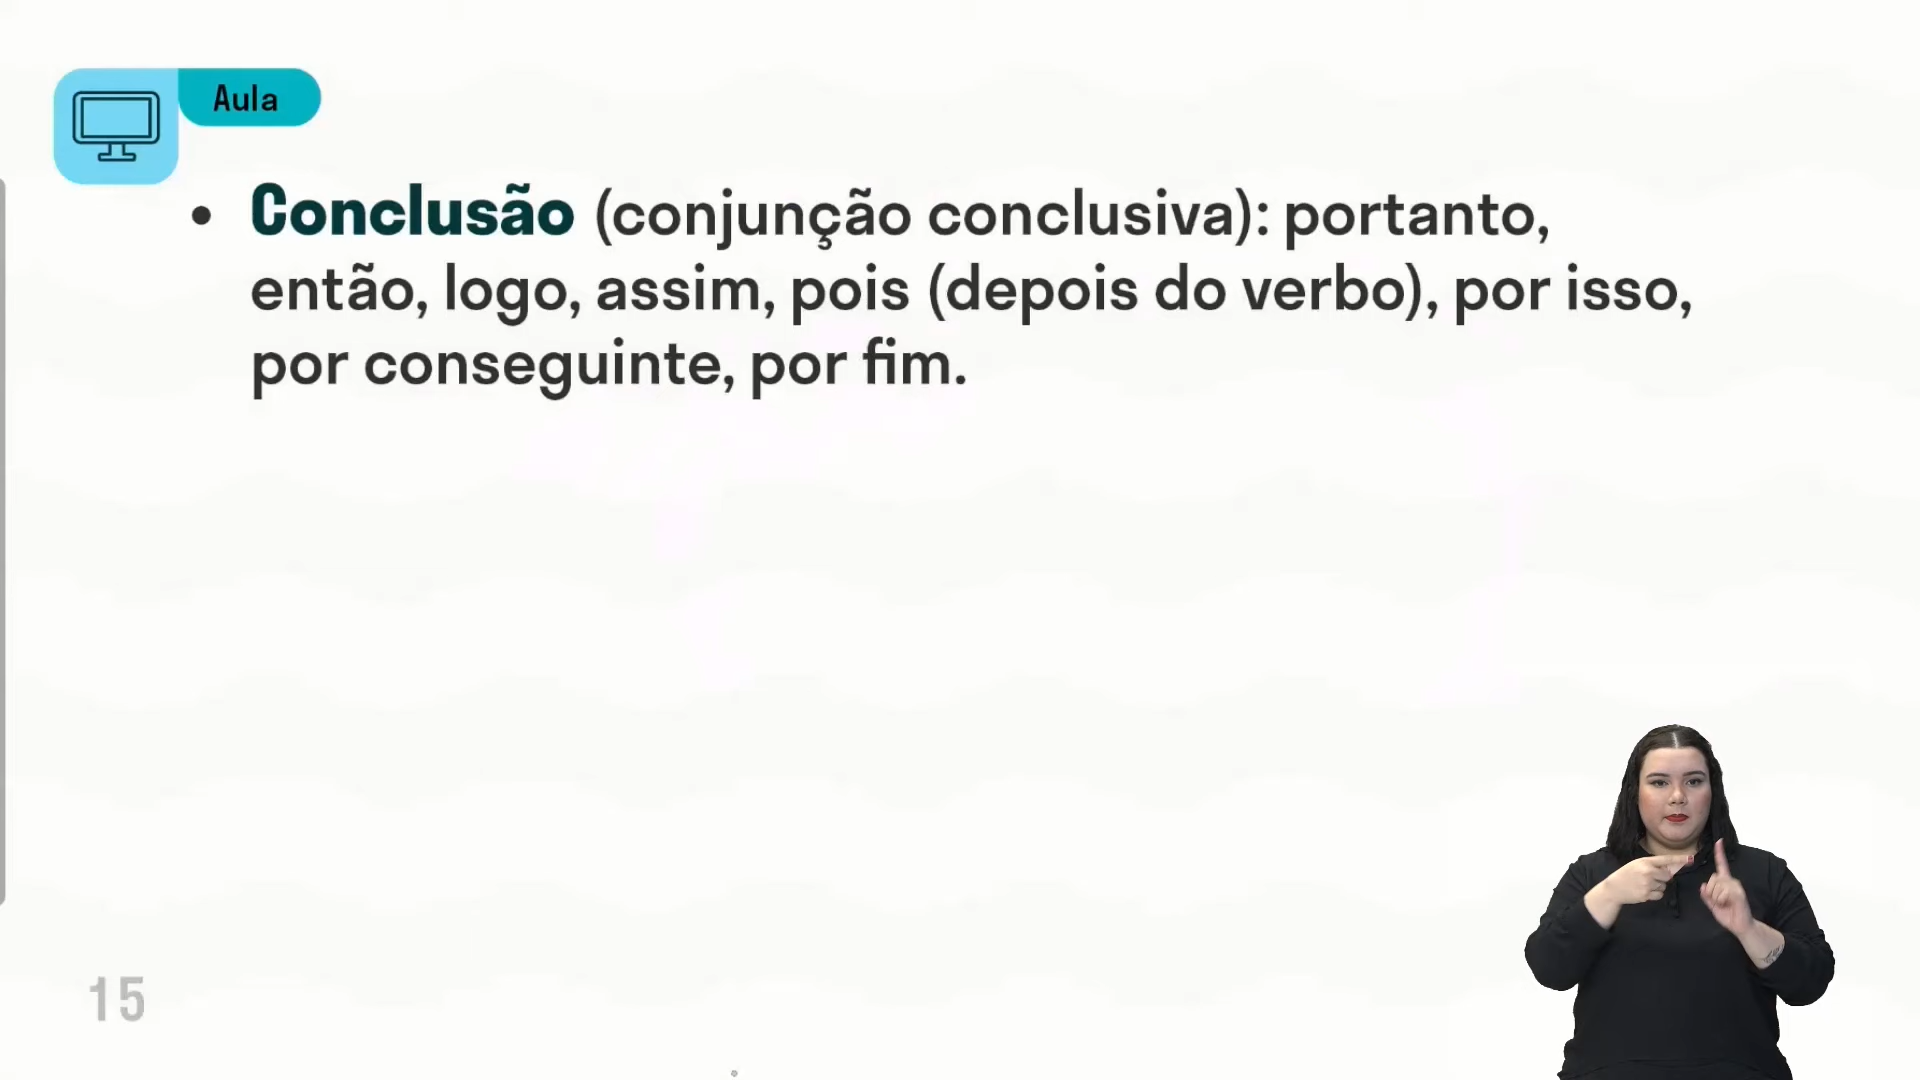 Aula
• Conclusão (conjunção conclusiva): portanto,
então, logo, assim, pois (depois do verbo), por isso,
por conseguinte, por fim.
15